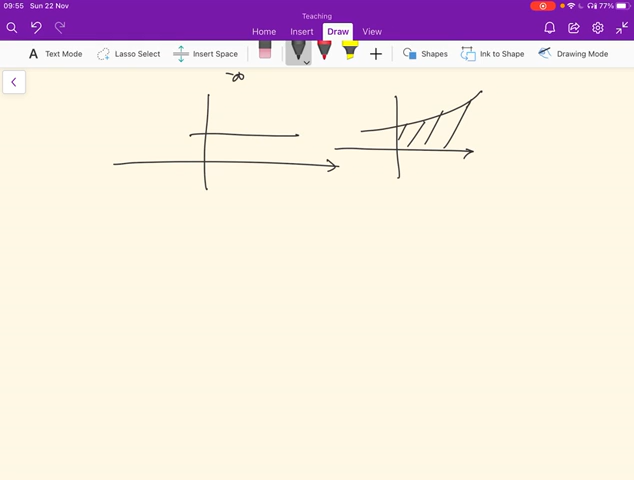 09:55 Sun 22 Nov
77%
Teaching
Home Insert Draw View
Text Mode Lasso Select Insert Space Shapes Ink to Shape Drawing Mode
-∞